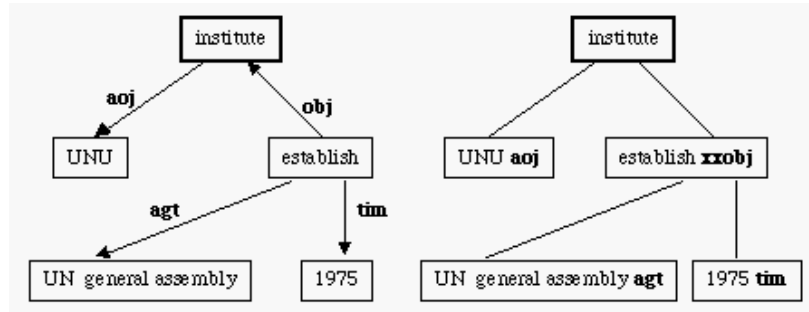 institute
aoj
obj
UNU
establish
agt
tim
UN general assembly
1975
institute
UNU aoj
establish xxobj
UN general assembly agt
1975 tim